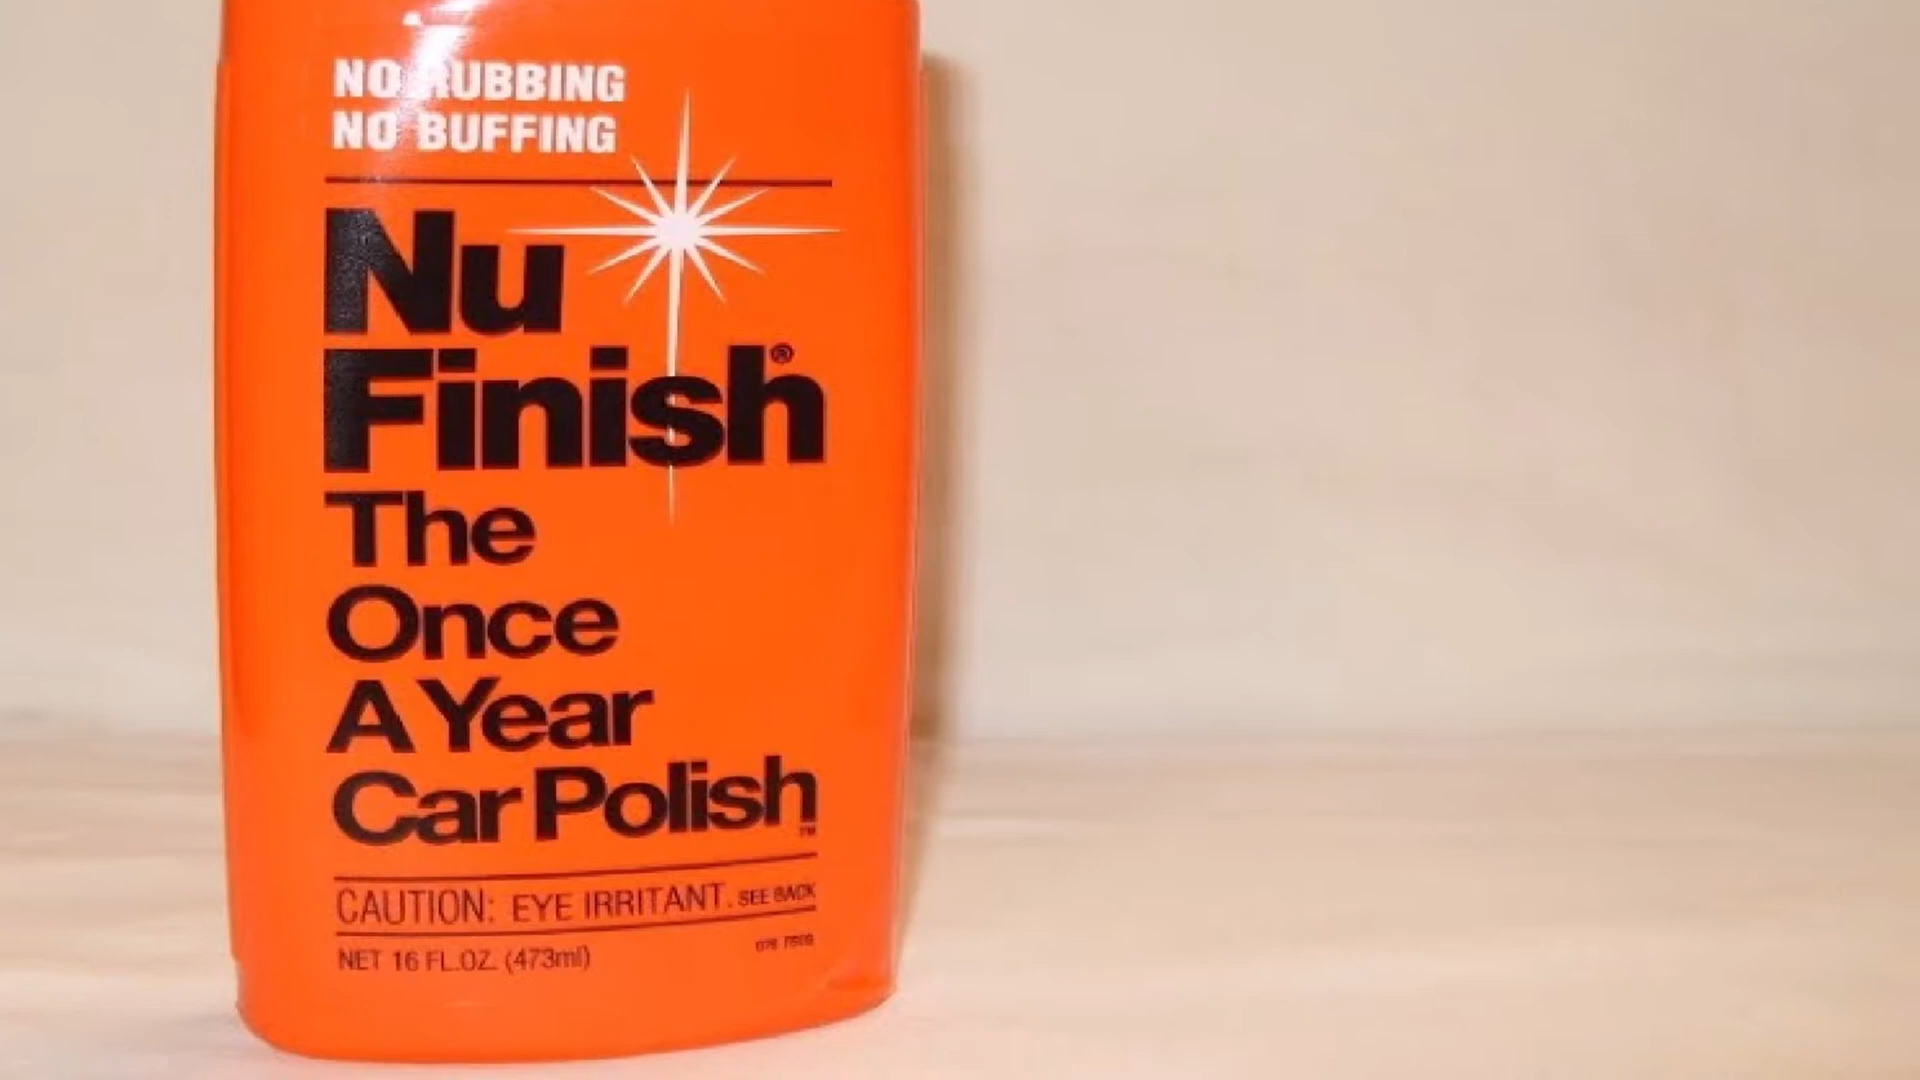 NO RUBBING
NO BUFFING
Nu
Finish®
The
Once
A Year
Car Polish™
CAUTION: EYE IRRITANT. SEE BACK
NET 16 FL.OZ. (473ml)